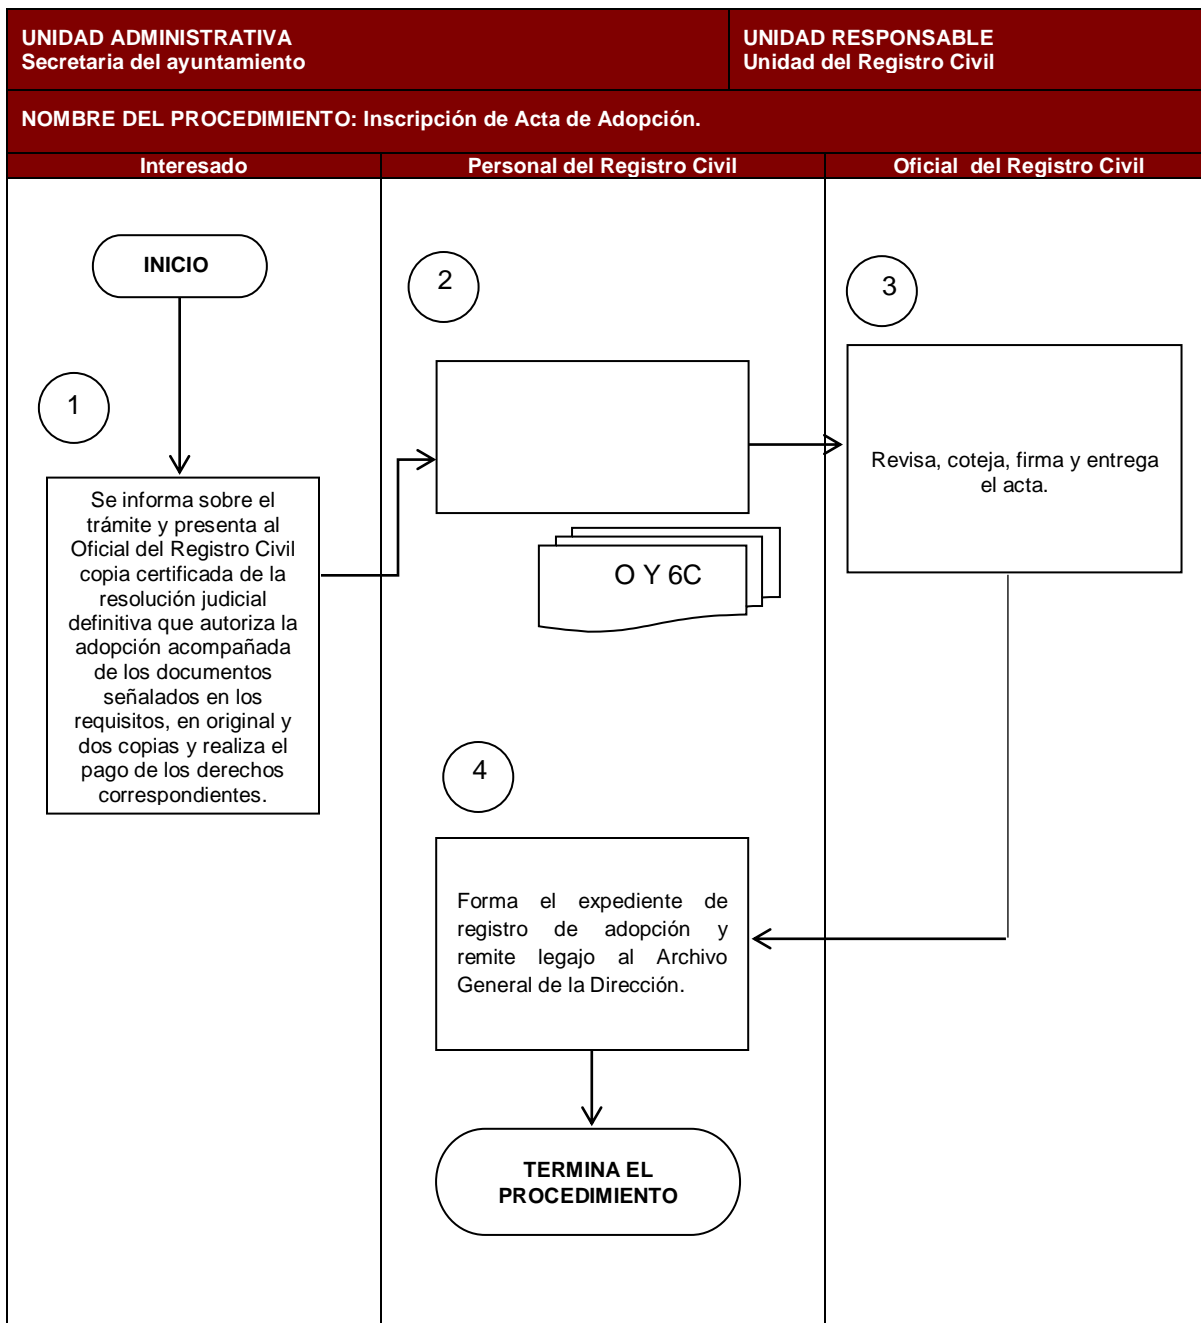 UNIDAD ADMINISTRATIVA
Secretaria del ayuntamiento
UNIDAD RESPONSABLE
Unidad del Registro Civil
NOMBRE DEL PROCEDIMIENTO: Inscripción de Acta de Adopción.
Interesado
Personal del Registro Civil
Oficial del Registro Civil
INICIO
1
Se informa sobre el
trámite y presenta al
Oficial del Registro Civil
copia certificada de la
resolución judicial
definitiva que autoriza la
adopción acompañada
de los documentos
señalados en los
requisitos, en original y
dos copias y realiza el
pago de los derechos
correspondientes.
2
O Y 6C
3
Revisa, coteja, firma y entrega
el acta.
4
Forma el expediente de
registro de adopción y
remite legajo al Archivo
General de la Dirección.
TERMINA EL
PROCEDIMIENTO